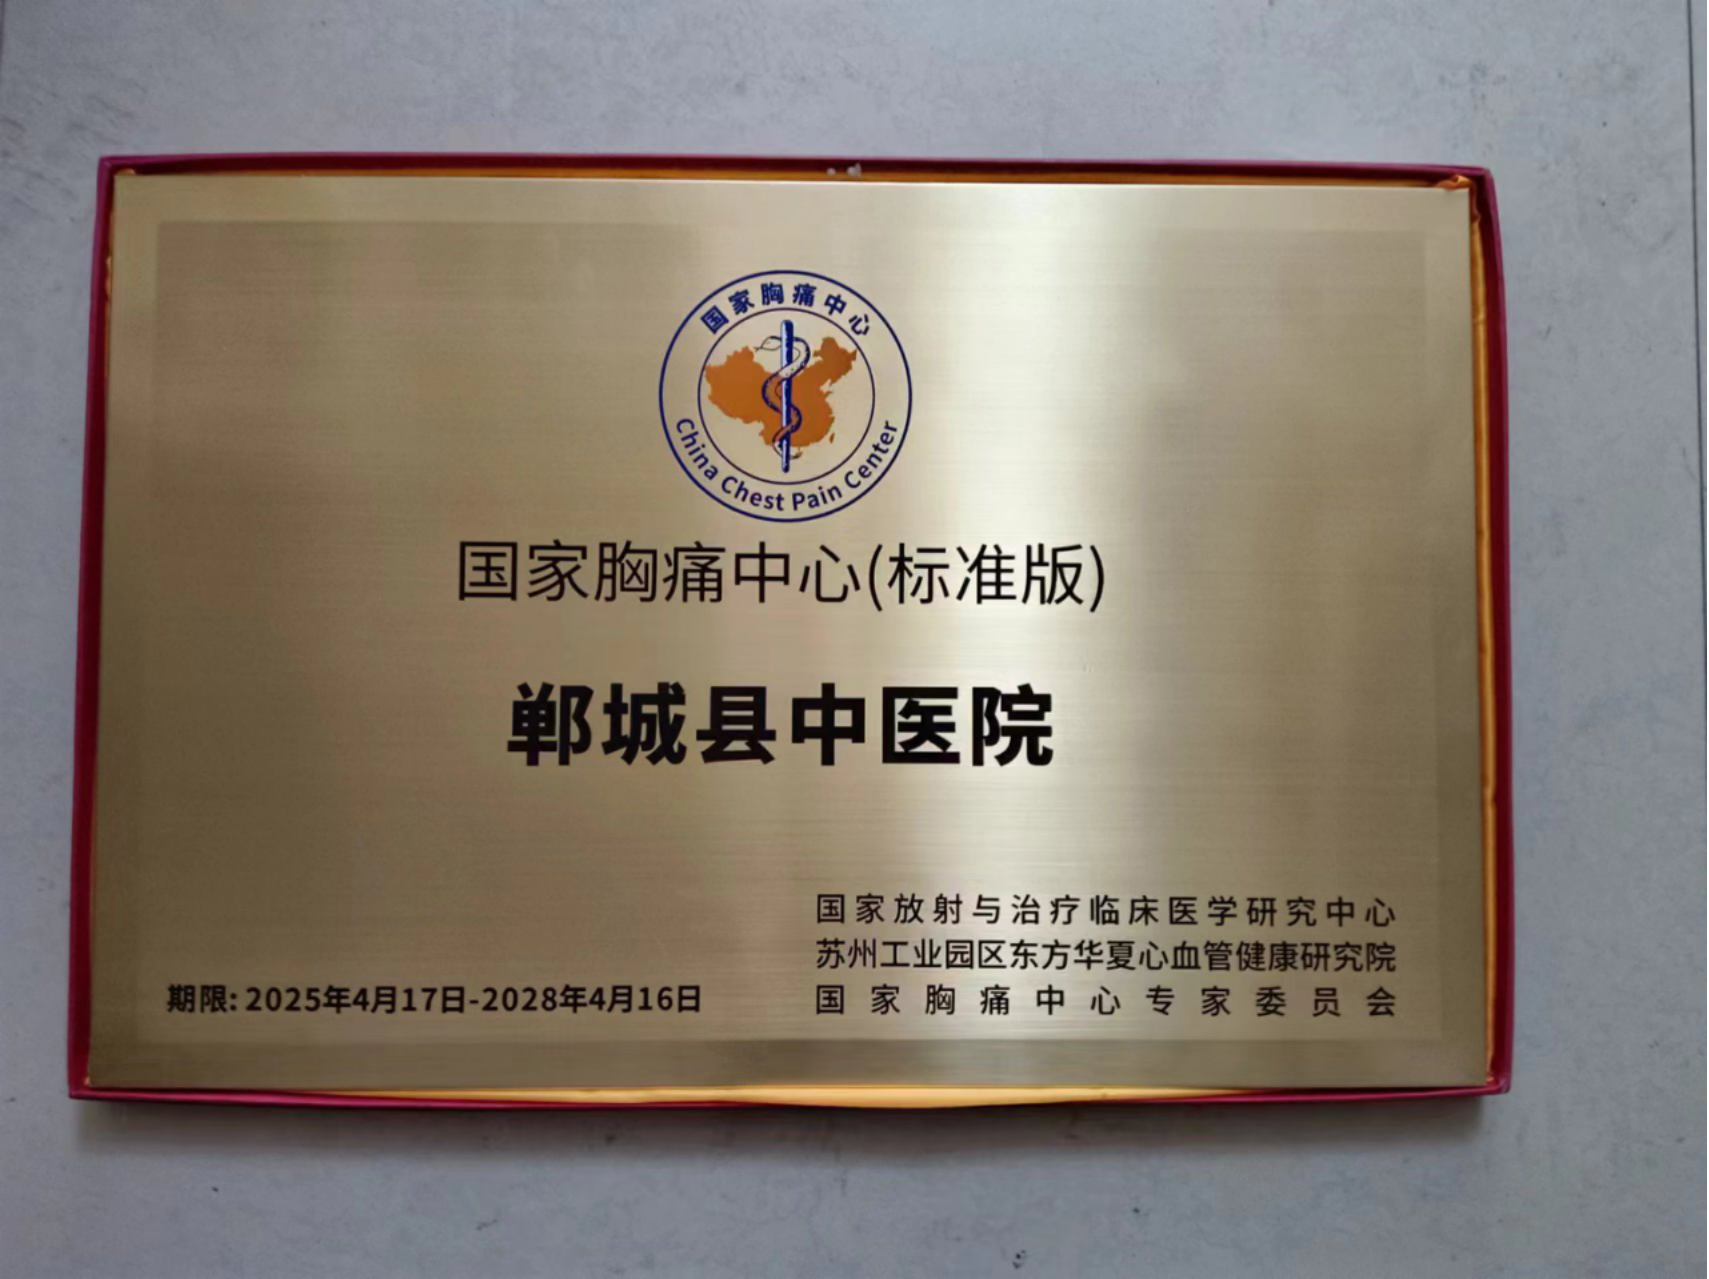 国家胸痛中心
China Chest Pain Center
国家胸痛中心(标准版)
郸城县中医院
国家放射与治疗临床医学研究中心
苏州工业园区东方华夏心血管健康研究院
期限: 2025年4月17日-2028年4月16日
国家胸痛中心专家委员会